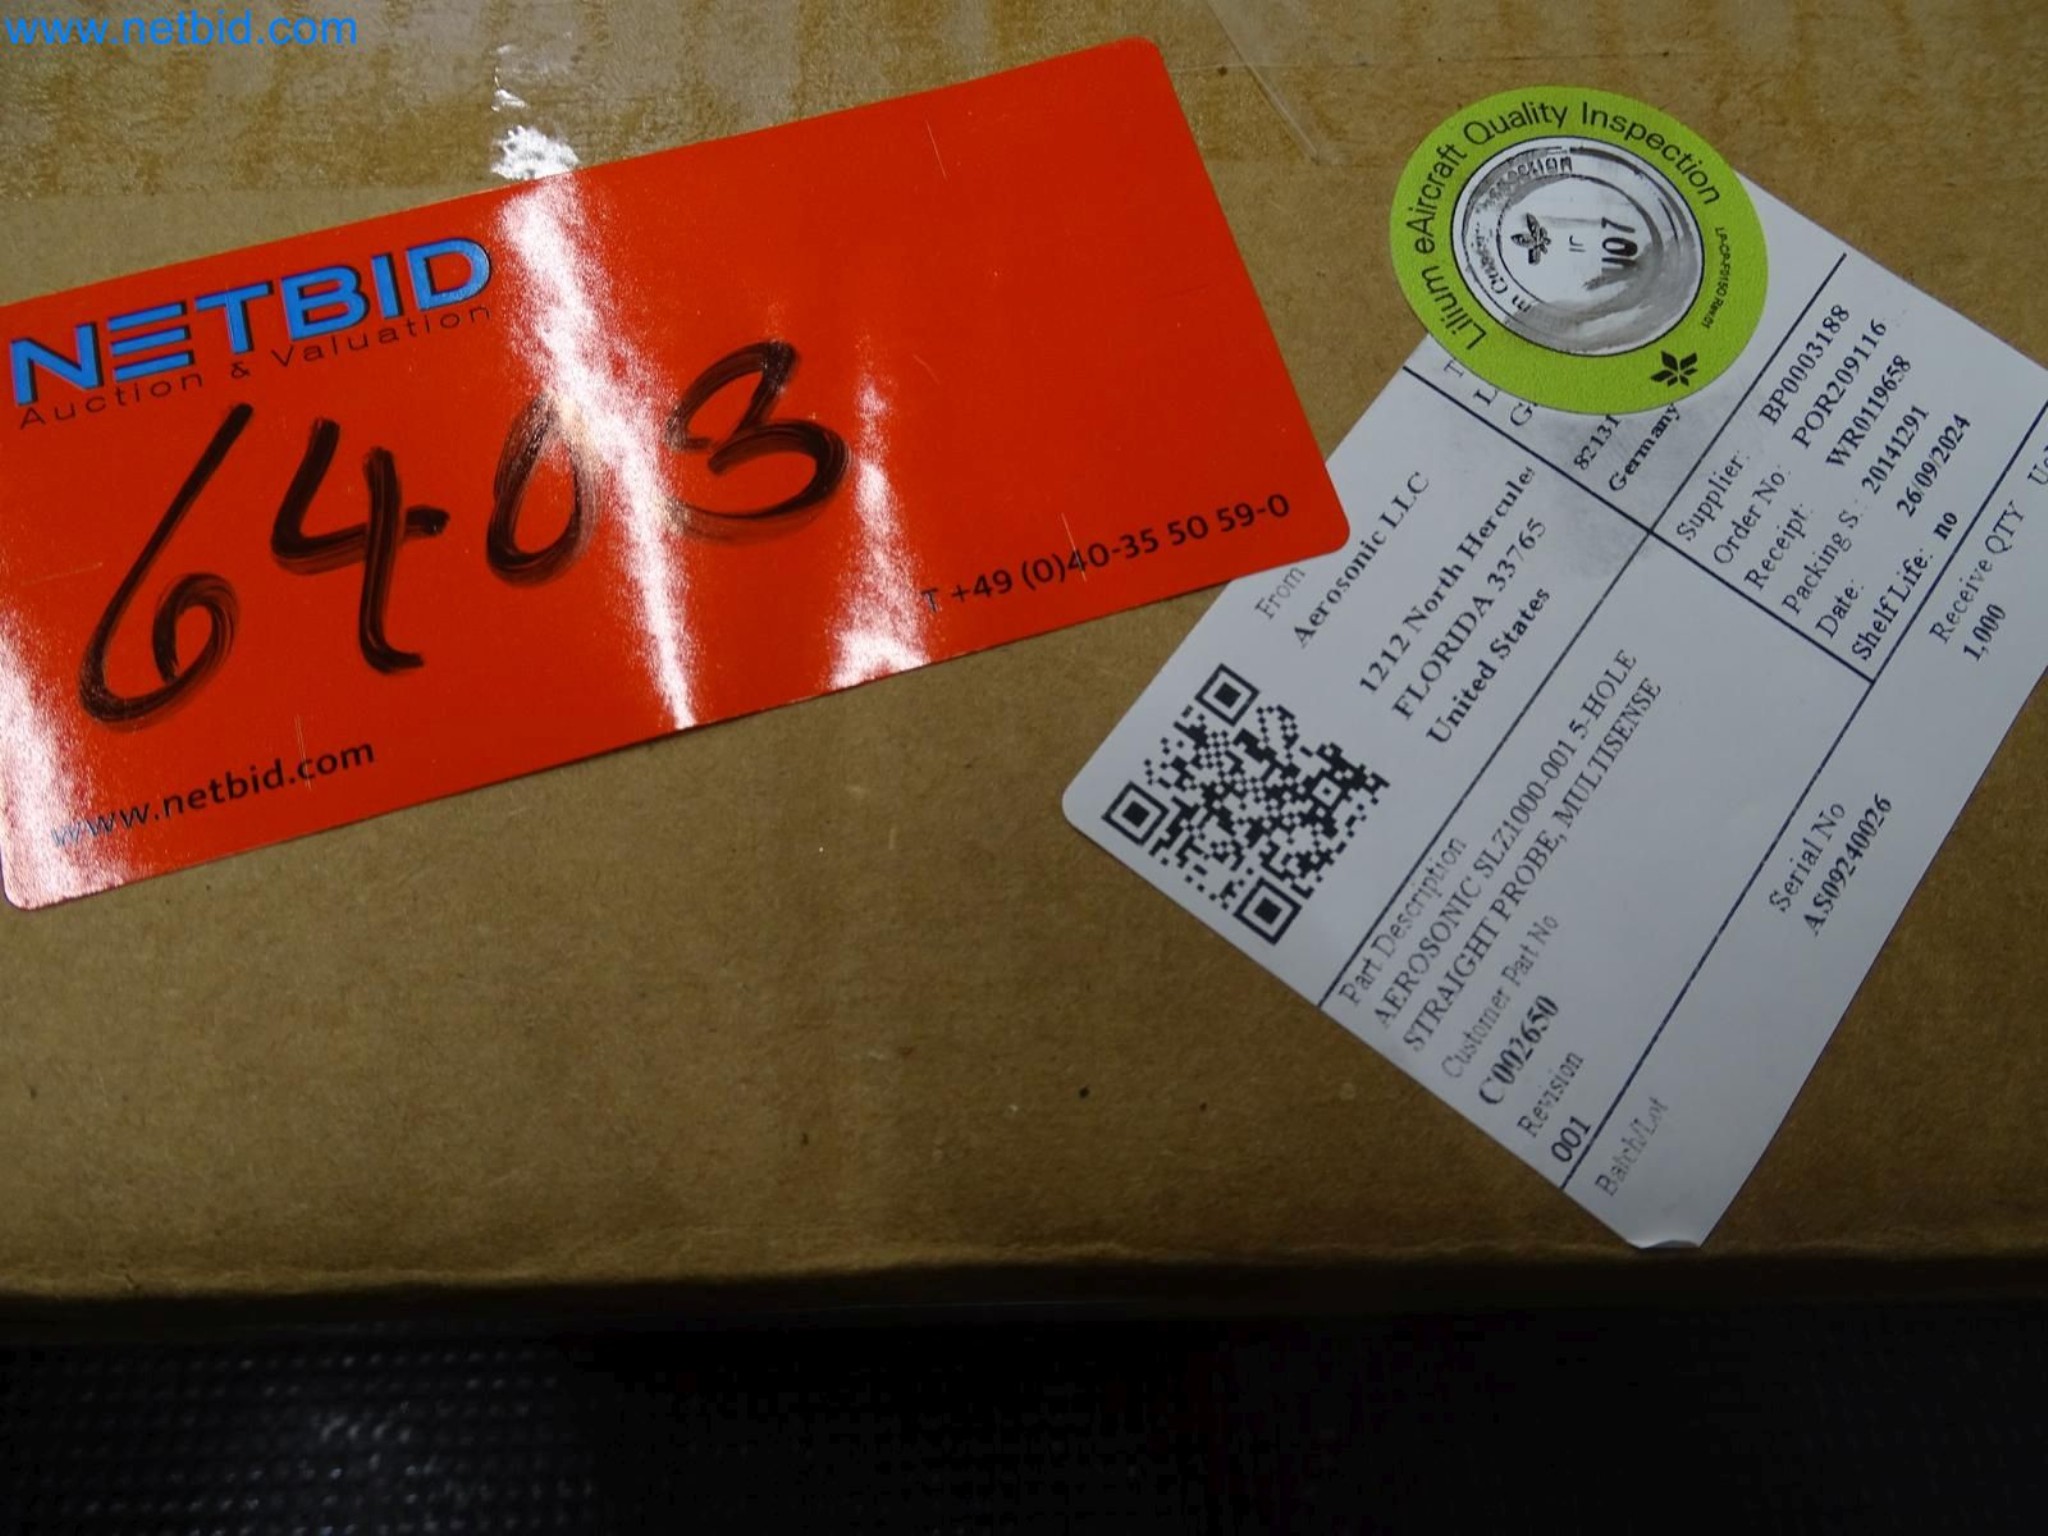 www.netbid.com
NETBID
Auction & Valuation
6403
T +49 (0)40-35 50 59-0
www.netbid.com
Lilium eAircraft Quality Inspection
107
82131
Germany
From
Aerosonic LLC
1212 North Hercules
FLORIDA 33765
United States
Supplier: BP0003188
Order No: POR209116
Receipt: WR0119658
Packing S.: 20141291
Date: 26/09/2024
Shelf Life: no
Part Description
AEROSONIC SLZ1000-001 5-HOLE
STRAIGHT PROBE, MULTISENSE
Customer Part No
C002650
Revision
001
Receive QTY
1,000
Serial No
AS09240026
Batch/Lot